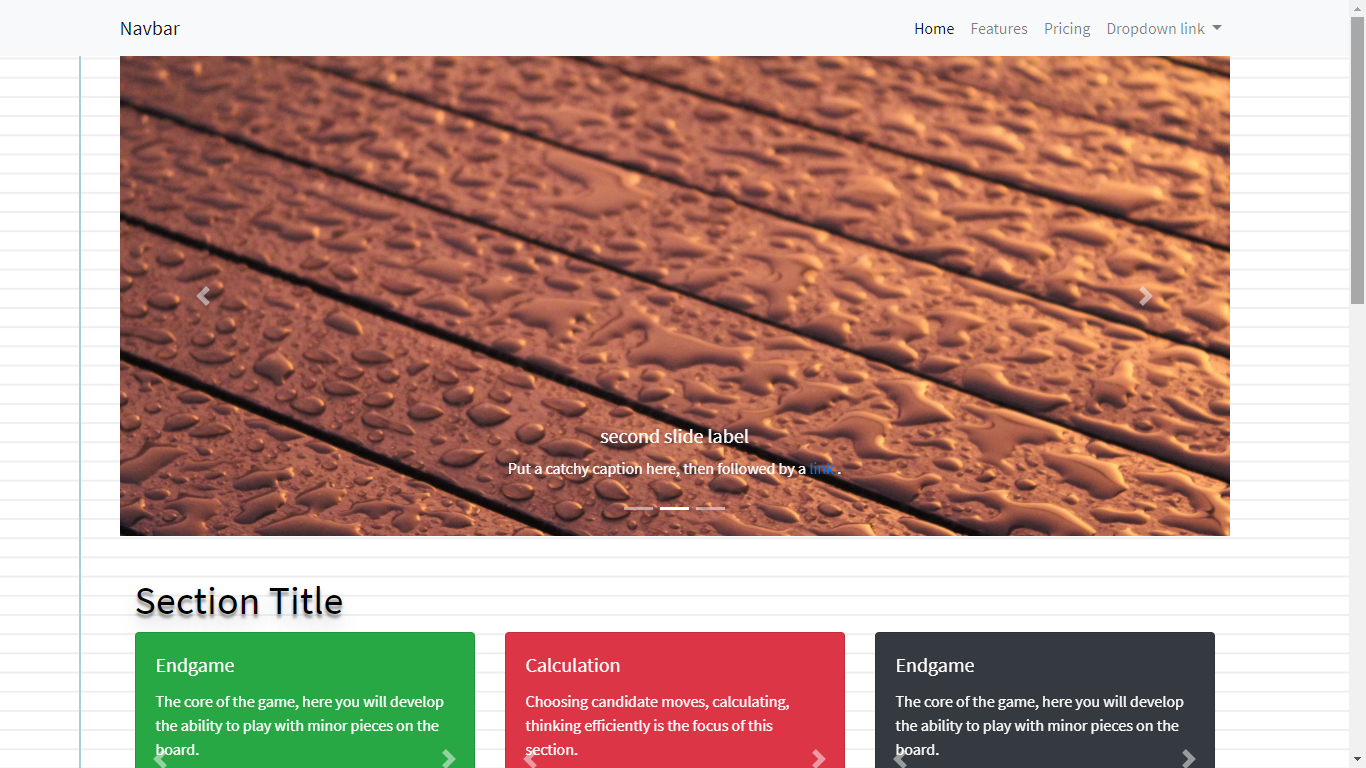 Navbar
Home Features Pricing Dropdown link
second slide label
Put a catchy caption here, then followed by a link .
Section Title
Endgame
The core of the game, here you will develop
the ability to play with minor pieces on the
board.
Calculation
Choosing candidate moves, calculating,
thinking efficiently is the focus of this
section.
Endgame
The core of the game, here you will develop
the ability to play with minor pieces on the
board.